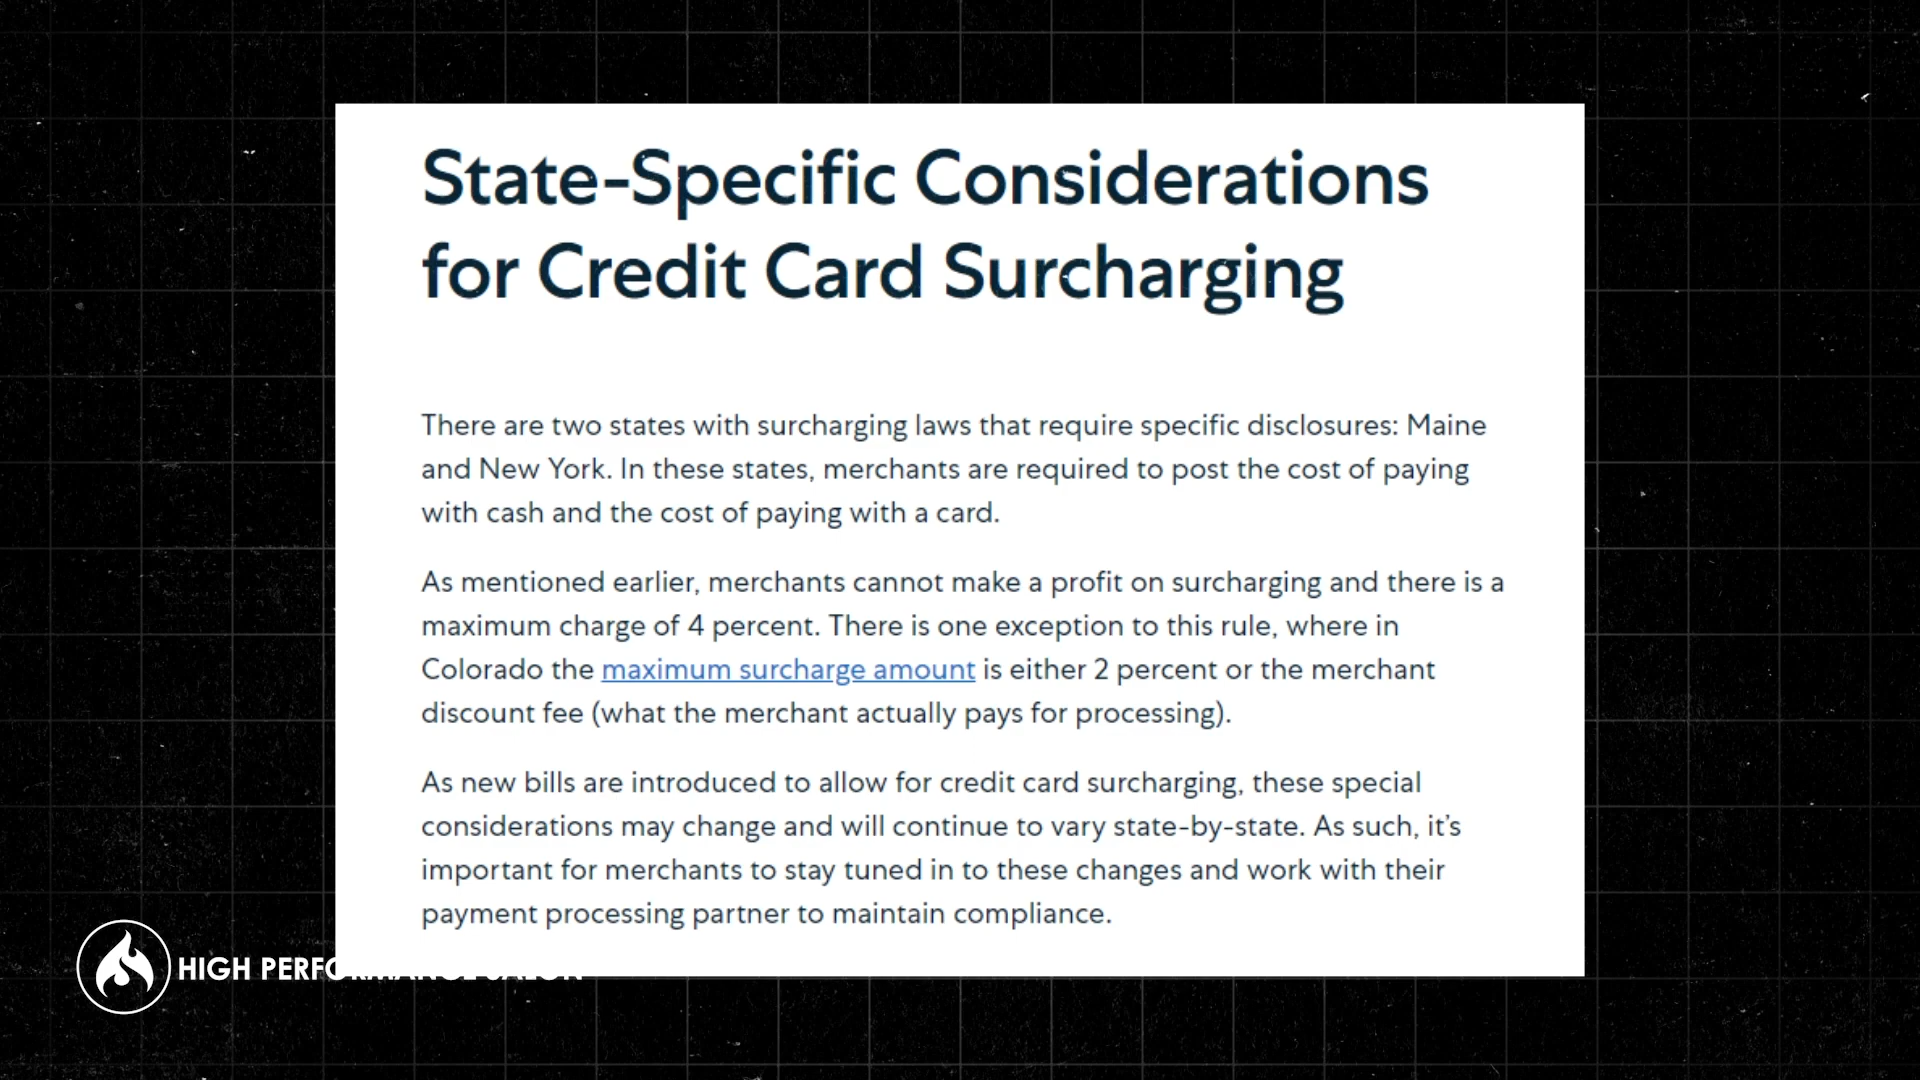 State-Specific Considerations
for Credit Card Surcharging
There are two states with surcharging laws that require specific disclosures: Maine
and New York. In these states, merchants are required to post the cost of paying
with cash and the cost of paying with a card.
As mentioned earlier, merchants cannot make a profit on surcharging and there is a
maximum charge of 4 percent. There is one exception to this rule, where in
Colorado the maximum surcharge amount is either 2 percent or the merchant
discount fee (what the merchant actually pays for processing).
As new bills are introduced to allow for credit card surcharging, these special
considerations may change and will continue to vary state-by-state. As such, it’s
important for merchants to stay tuned in to these changes and work with their
payment processing partner to maintain compliance.
HIGH PERFORMANCE SALON